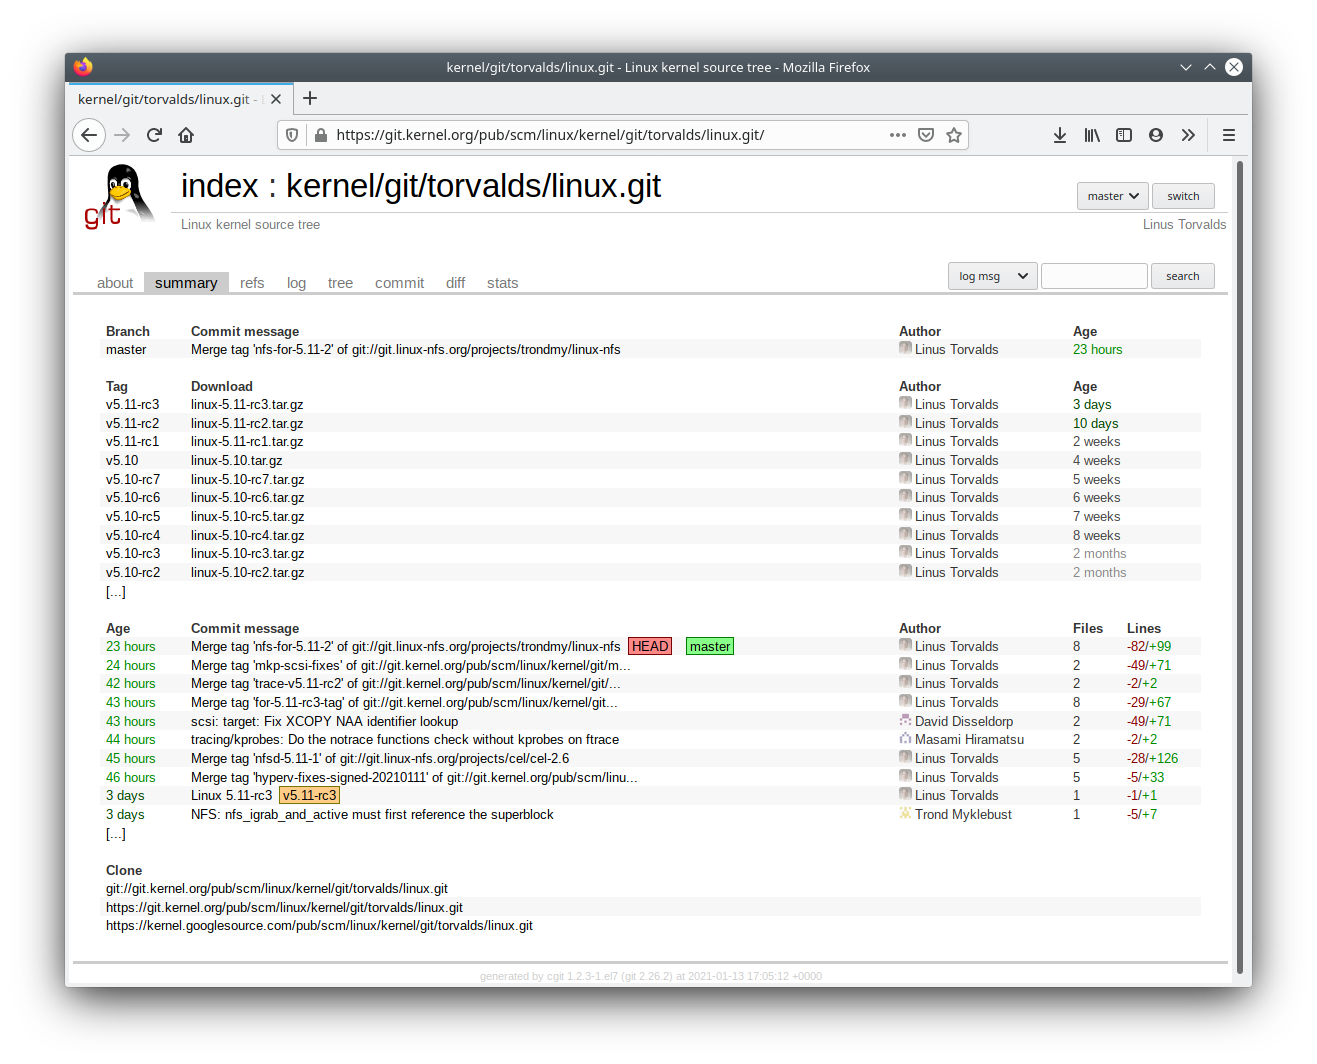 kernel/git/torvalds/linux.git - Linux kernel source tree - Mozilla Firefox
kernel/git/torvalds/linux.git -
https://git.kernel.org/pub/scm/linux/kernel/git/torvalds/linux.git/
git
index : kernel/git/torvalds/linux.git
master switch
Linux kernel source tree Linus Torvalds
about summary refs log tree commit diff stats log msg search
Branch Commit message Author Age
master Merge tag 'nfs-for-5.11-2' of git://git.linux-nfs.org/projects/trondmy/linux-nfs Linus Torvalds 23 hours
Tag Download Author Age
v5.11-rc3 linux-5.11-rc3.tar.gz Linus Torvalds 3 days
v5.11-rc2 linux-5.11-rc2.tar.gz Linus Torvalds 10 days
v5.11-rc1 linux-5.11-rc1.tar.gz Linus Torvalds 2 weeks
v5.10 linux-5.10.tar.gz Linus Torvalds 4 weeks
v5.10-rc7 linux-5.10-rc7.tar.gz Linus Torvalds 5 weeks
v5.10-rc6 linux-5.10-rc6.tar.gz Linus Torvalds 6 weeks
v5.10-rc5 linux-5.10-rc5.tar.gz Linus Torvalds 7 weeks
v5.10-rc4 linux-5.10-rc4.tar.gz Linus Torvalds 8 weeks
v5.10-rc3 linux-5.10-rc3.tar.gz Linus Torvalds 2 months
v5.10-rc2 linux-5.10-rc2.tar.gz Linus Torvalds 2 months
[...]
Age Commit message Author Files Lines
23 hours Merge tag 'nfs-for-5.11-2' of git://git.linux-nfs.org/projects/trondmy/linux-nfs HEAD master Linus Torvalds 8 -82/+99
24 hours Merge tag 'mkp-scsi-fixes' of git://git.kernel.org/pub/scm/linux/kernel/git/m... Linus Torvalds 2 -49/+71
42 hours Merge tag 'trace-v5.11-rc2' of git://git.kernel.org/pub/scm/linux/kernel/git/... Linus Torvalds 2 -2/+2
43 hours Merge tag 'for-5.11-rc3-tag' of git://git.kernel.org/pub/scm/linux/kernel/git... Linus Torvalds 8 -29/+67
43 hours scsi: target: Fix XCOPY NAA identifier lookup David Disseldorp 2 -49/+71
44 hours tracing/kprobes: Do the notrace functions check without kprobes on ftrace Masami Hiramatsu 2 -2/+2
45 hours Merge tag 'nfsd-5.11-1' of git://git.linux-nfs.org/projects/cel/cel-2.6 Linus Torvalds 5 -28/+126
46 hours Merge tag 'hyperv-fixes-signed-20210111' of git://git.kernel.org/pub/scm/linu... Linus Torvalds 5 -5/+33
3 days Linux 5.11-rc3 v5.11-rc3 Linus Torvalds 1 -1/+1
3 days NFS: nfs_igrab_and_active must first reference the superblock Trond Myklebust 1 -5/+7
[...]
Clone
git://git.kernel.org/pub/scm/linux/kernel/git/torvalds/linux.git
https://git.kernel.org/pub/scm/linux/kernel/git/torvalds/linux.git
https://kernel.googlesource.com/pub/scm/linux/kernel/git/torvalds/linux.git
generated by cgit 1.2.3-1.el7 (git 2.26.2) at 2021-01-13 17:05:12 +0000